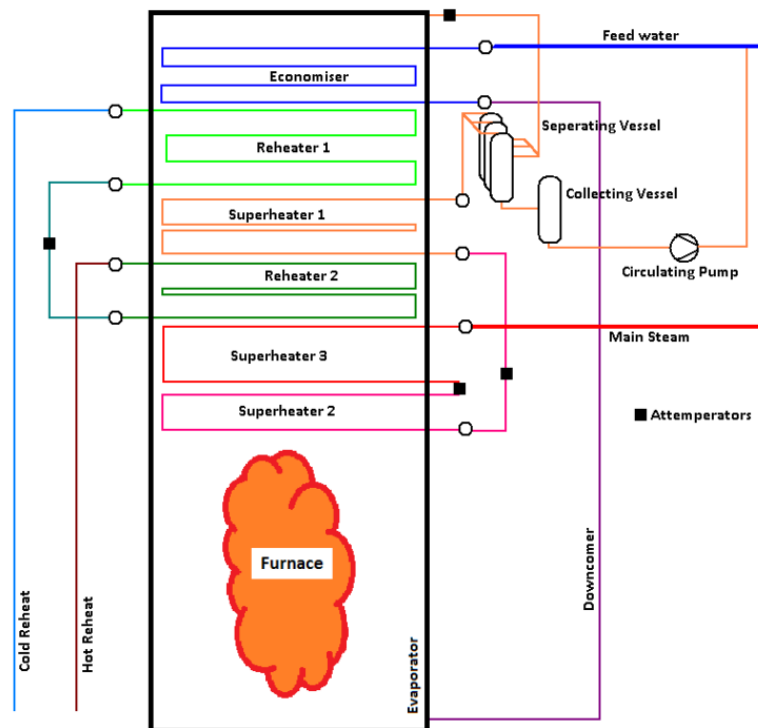 Feed water
Economiser
Seperating Vessel
Reheater 1
Collecting Vessel
Superheater 1
Circulating Pump
Reheater 2
Main Steam
Superheater 3
Superheater 2
Attemperators
Furnace
Cold Reheat
Hot Reheat
Evaporator
Downcomer